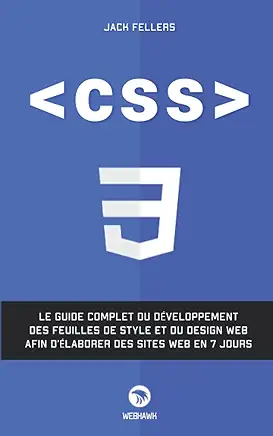 JACK FELLERS
<CSS>
3
LE GUIDE COMPLET DU DÉVELOPPEMENT
DES FEUILLES DE STYLE ET DU DESIGN WEB
AFIN D'ÉLABORER DES SITES WEB EN 7 JOURS
WEBHAWK